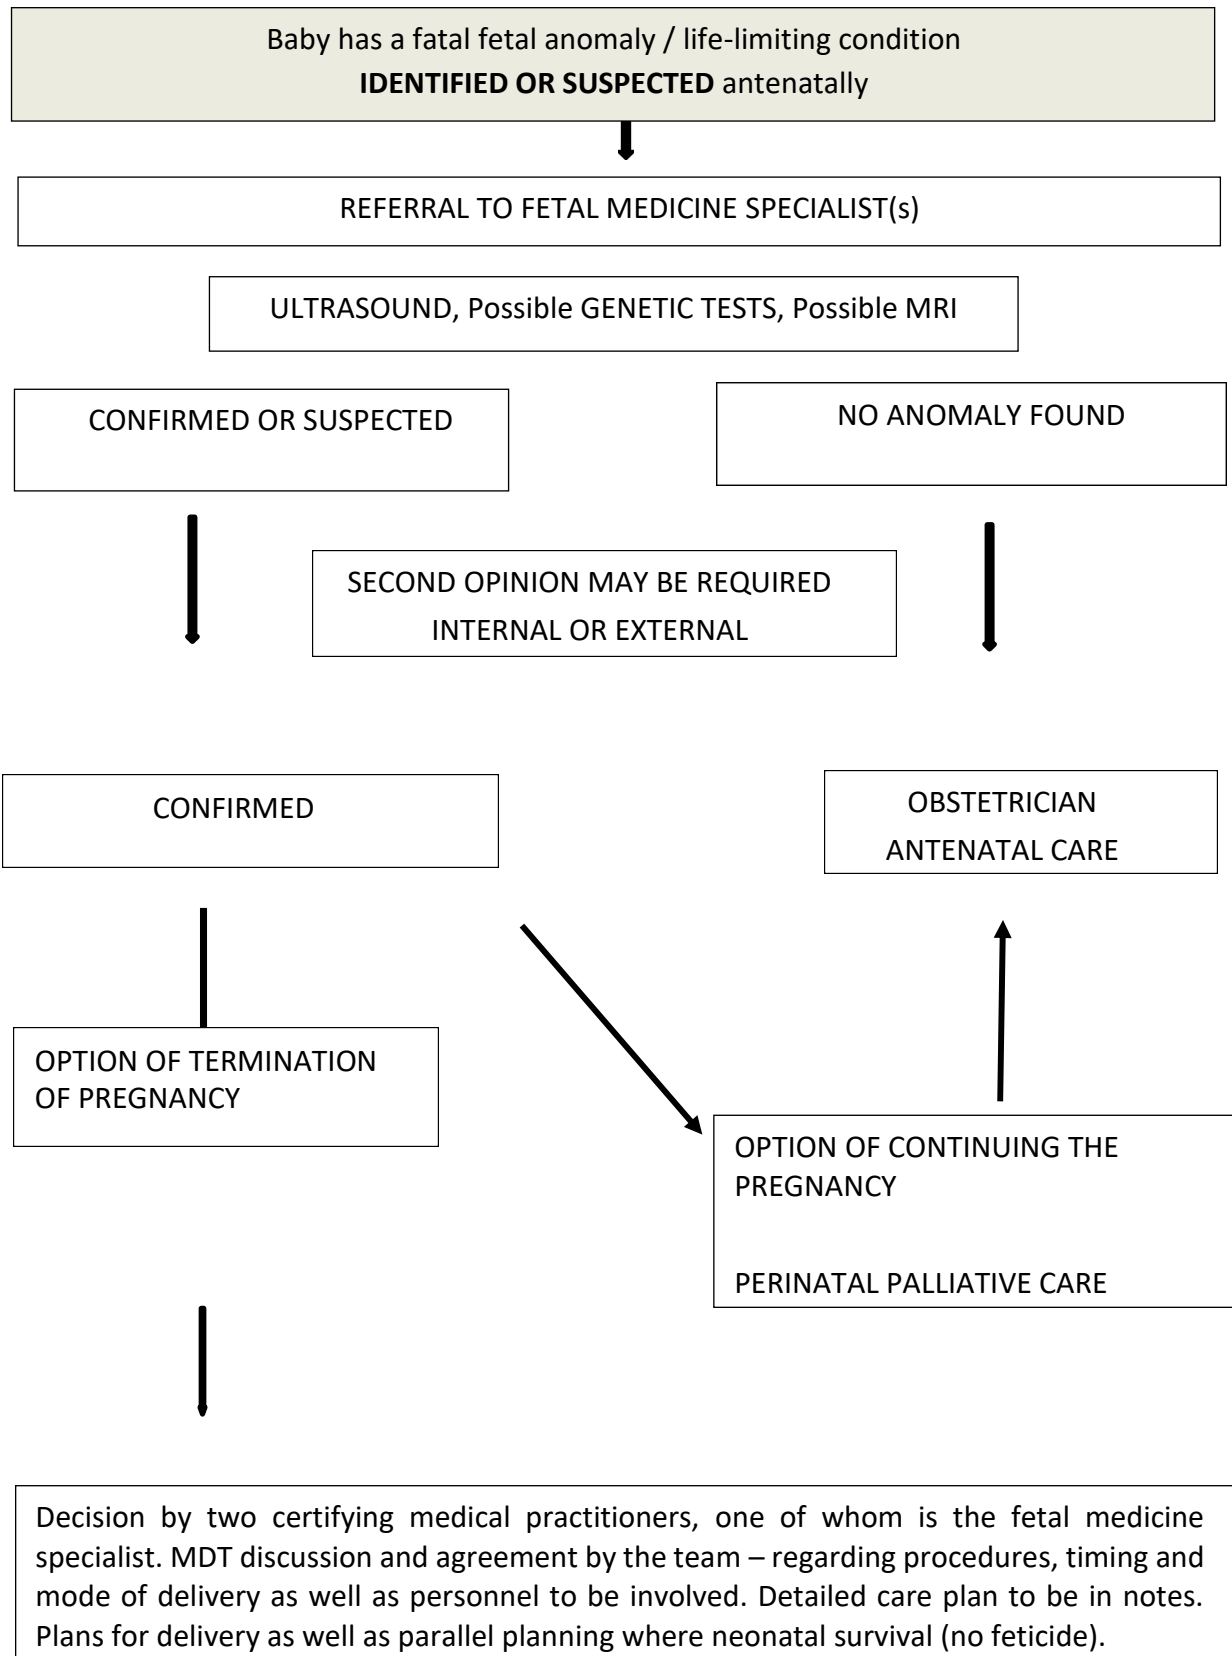 Baby has a fatal fetal anomaly / life-limiting condition
IDENTIFIED OR SUSPECTED antenatally
REFERRAL TO FETAL MEDICINE SPECIALIST(s)
ULTRASOUND, Possible GENETIC TESTS, Possible MRI
CONFIRMED OR SUSPECTED
NO ANOMALY FOUND
SECOND OPINION MAY BE REQUIRED
INTERNAL OR EXTERNAL
CONFIRMED
OBSTETRICIAN
ANTENATAL CARE
OPTION OF TERMINATION
OF PREGNANCY
OPTION OF CONTINUING THE
PREGNANCY
PERINATAL PALLIATIVE CARE
Decision by two certifying medical practitioners, one of whom is the fetal medicine
specialist. MDT discussion and agreement by the team – regarding procedures, timing and
mode of delivery as well as personnel to be involved. Detailed care plan to be in notes.
Plans for delivery as well as parallel planning where neonatal survival (no feticide).